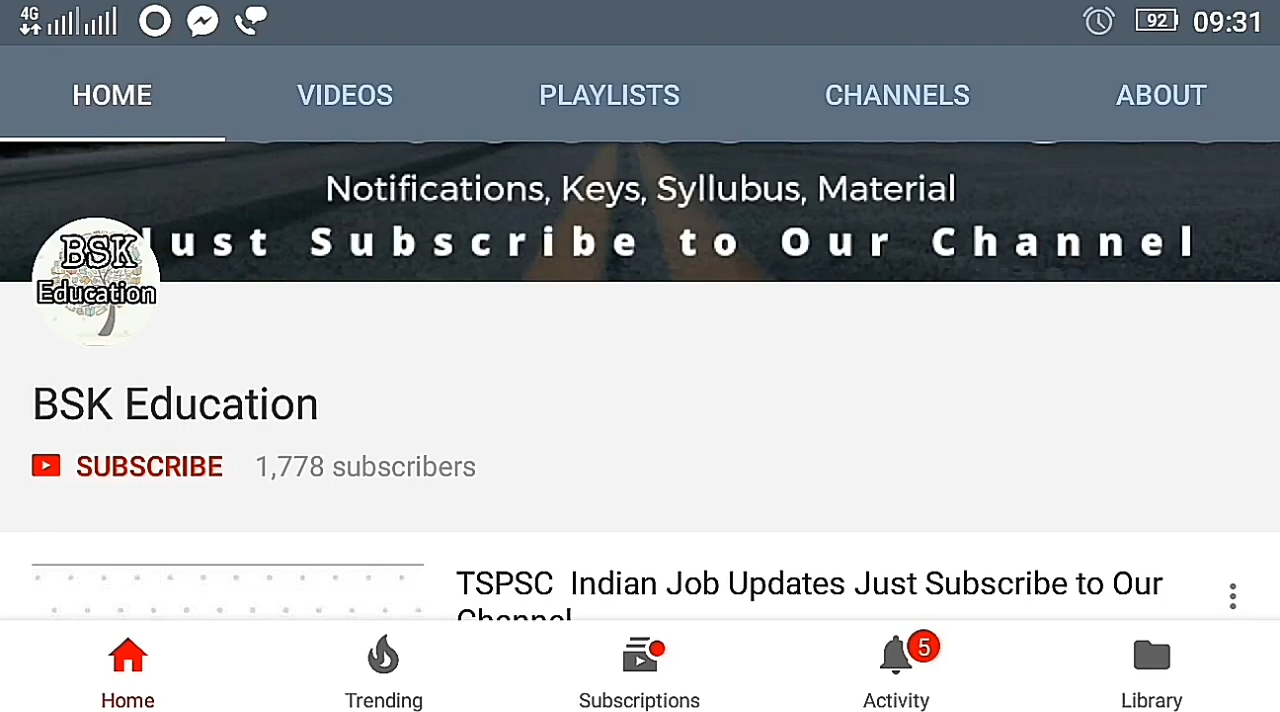 4G 92 09:31
HOME VIDEOS PLAYLISTS CHANNELS ABOUT
Notifications, Keys, Syllubus, Material
Just Subscribe to Our Channel
BSK
Education
BSK Education
SUBSCRIBE 1,778 subscribers
TSPSC Indian Job Updates Just Subscribe to Our
Channel
5
Home Trending Subscriptions Activity Library